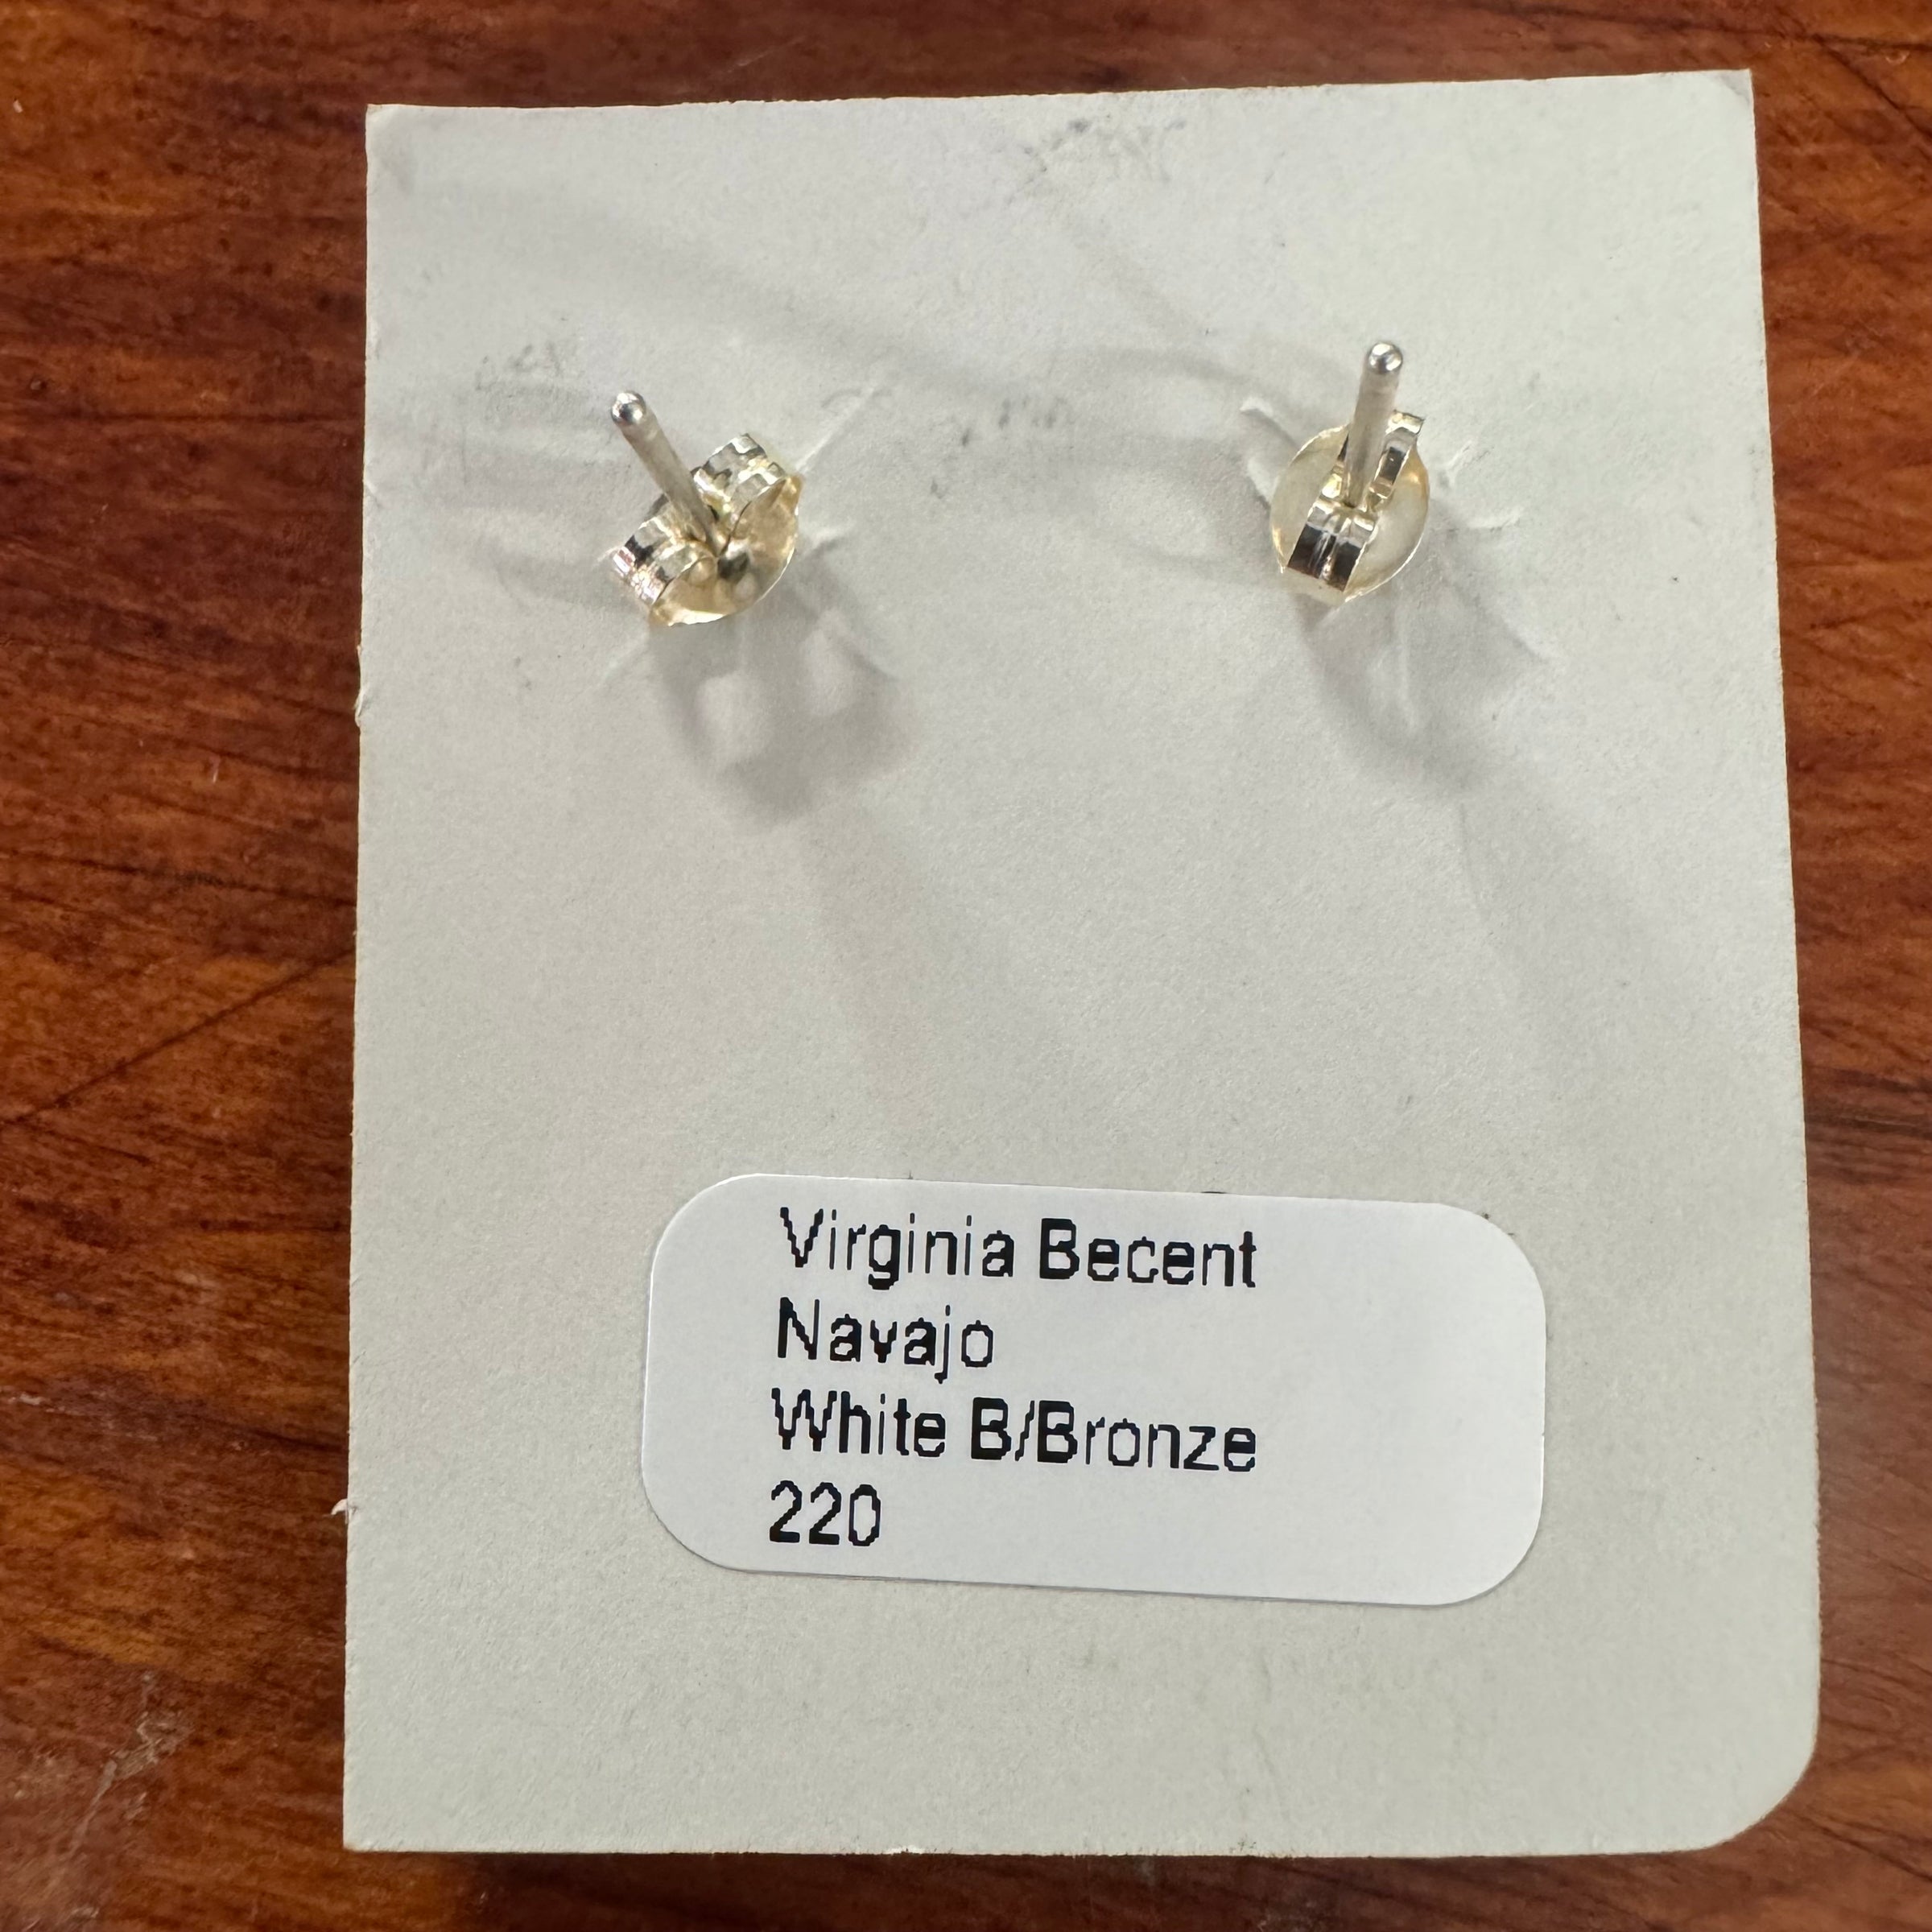 Virginia Becent
Navajo
White B/Bronze
220